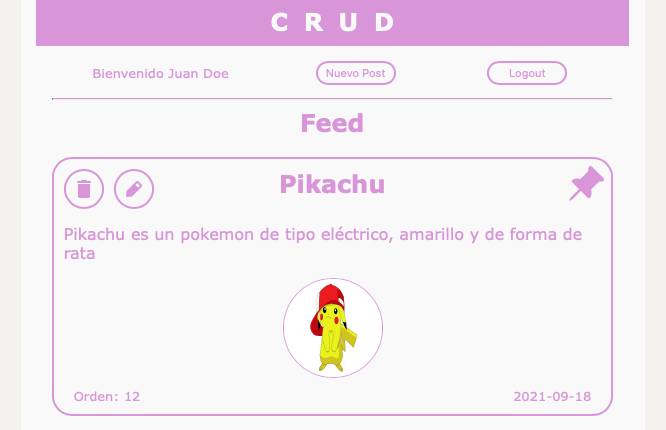 C R U D
Bienvenido Juan Doe
Nuevo Post
Logout
Feed
Pikachu
Pikachu es un pokemon de tipo eléctrico, amarillo y de forma de
rata
Orden: 12
2021-09-18